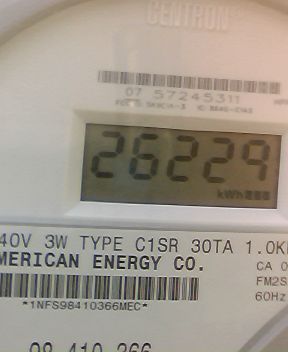 CENTRON
07 57245311
26229
kWh
40V 3W TYPE C1SR 30TA 1.0K
MERICAN ENERGY CO.
CA 0
FM2S
60Hz
*1NFS98410366MEC*
98 410 366